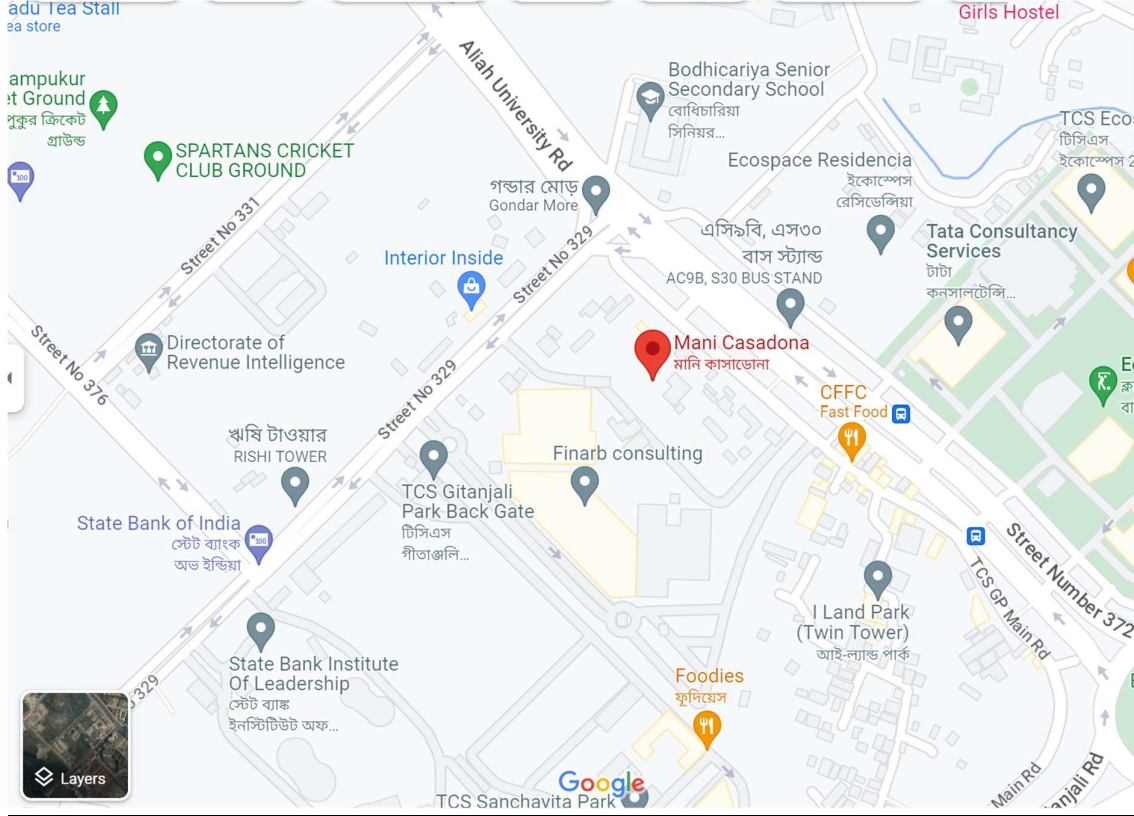 adu Tea Stall
ea store
Girls Hostel
ampukur
et Ground
পুকুর ক্রিকেট
গ্রাউন্ড
SPARTANS CRICKET
CLUB GROUND
Aliah University Rd
Bodhicariya Senior
Secondary School
বোধিচারিয়া
সিনিয়র...
TCS Ecos
টিসিএস
ইকোস্পেস 2
Ecospace Residencia
ইকোস্পেস
রেসিডেন্সিয়া
গন্ডার মোড়
Gondar More
Street No 331
Street No 329
এসি৯বি, এস৩০
বাস স্ট্যান্ড
AC9B, S30 BUS STAND
Tata Consultancy
Services
টাটা
কনসালটেন্সি...
Interior Inside
Directorate of
Revenue Intelligence
Street No 376
Street No 329
Mani Casadona
মানি কাসাডোনা
CFFC
Fast Food
ঋষি টাওয়ার
RISHI TOWER
Finarb consulting
TCS Gitanjali
Park Back Gate
টিসিএস
গীতাঞ্জলি...
State Bank of India
স্টেট ব্যাংক
অভ ইন্ডিয়া
Street Number 372
TCS GP Main Rd
I Land Park
(Twin Tower)
আই-ল্যান্ড পার্ক
State Bank Institute
Of Leadership
স্টেট ব্যাঙ্ক
ইনস্টিটিউট অফ...
Foodies
ফূদিয়েস
o 329
Layers
Google
TCS Sanchavita Park
Main Rd
anjali Rd